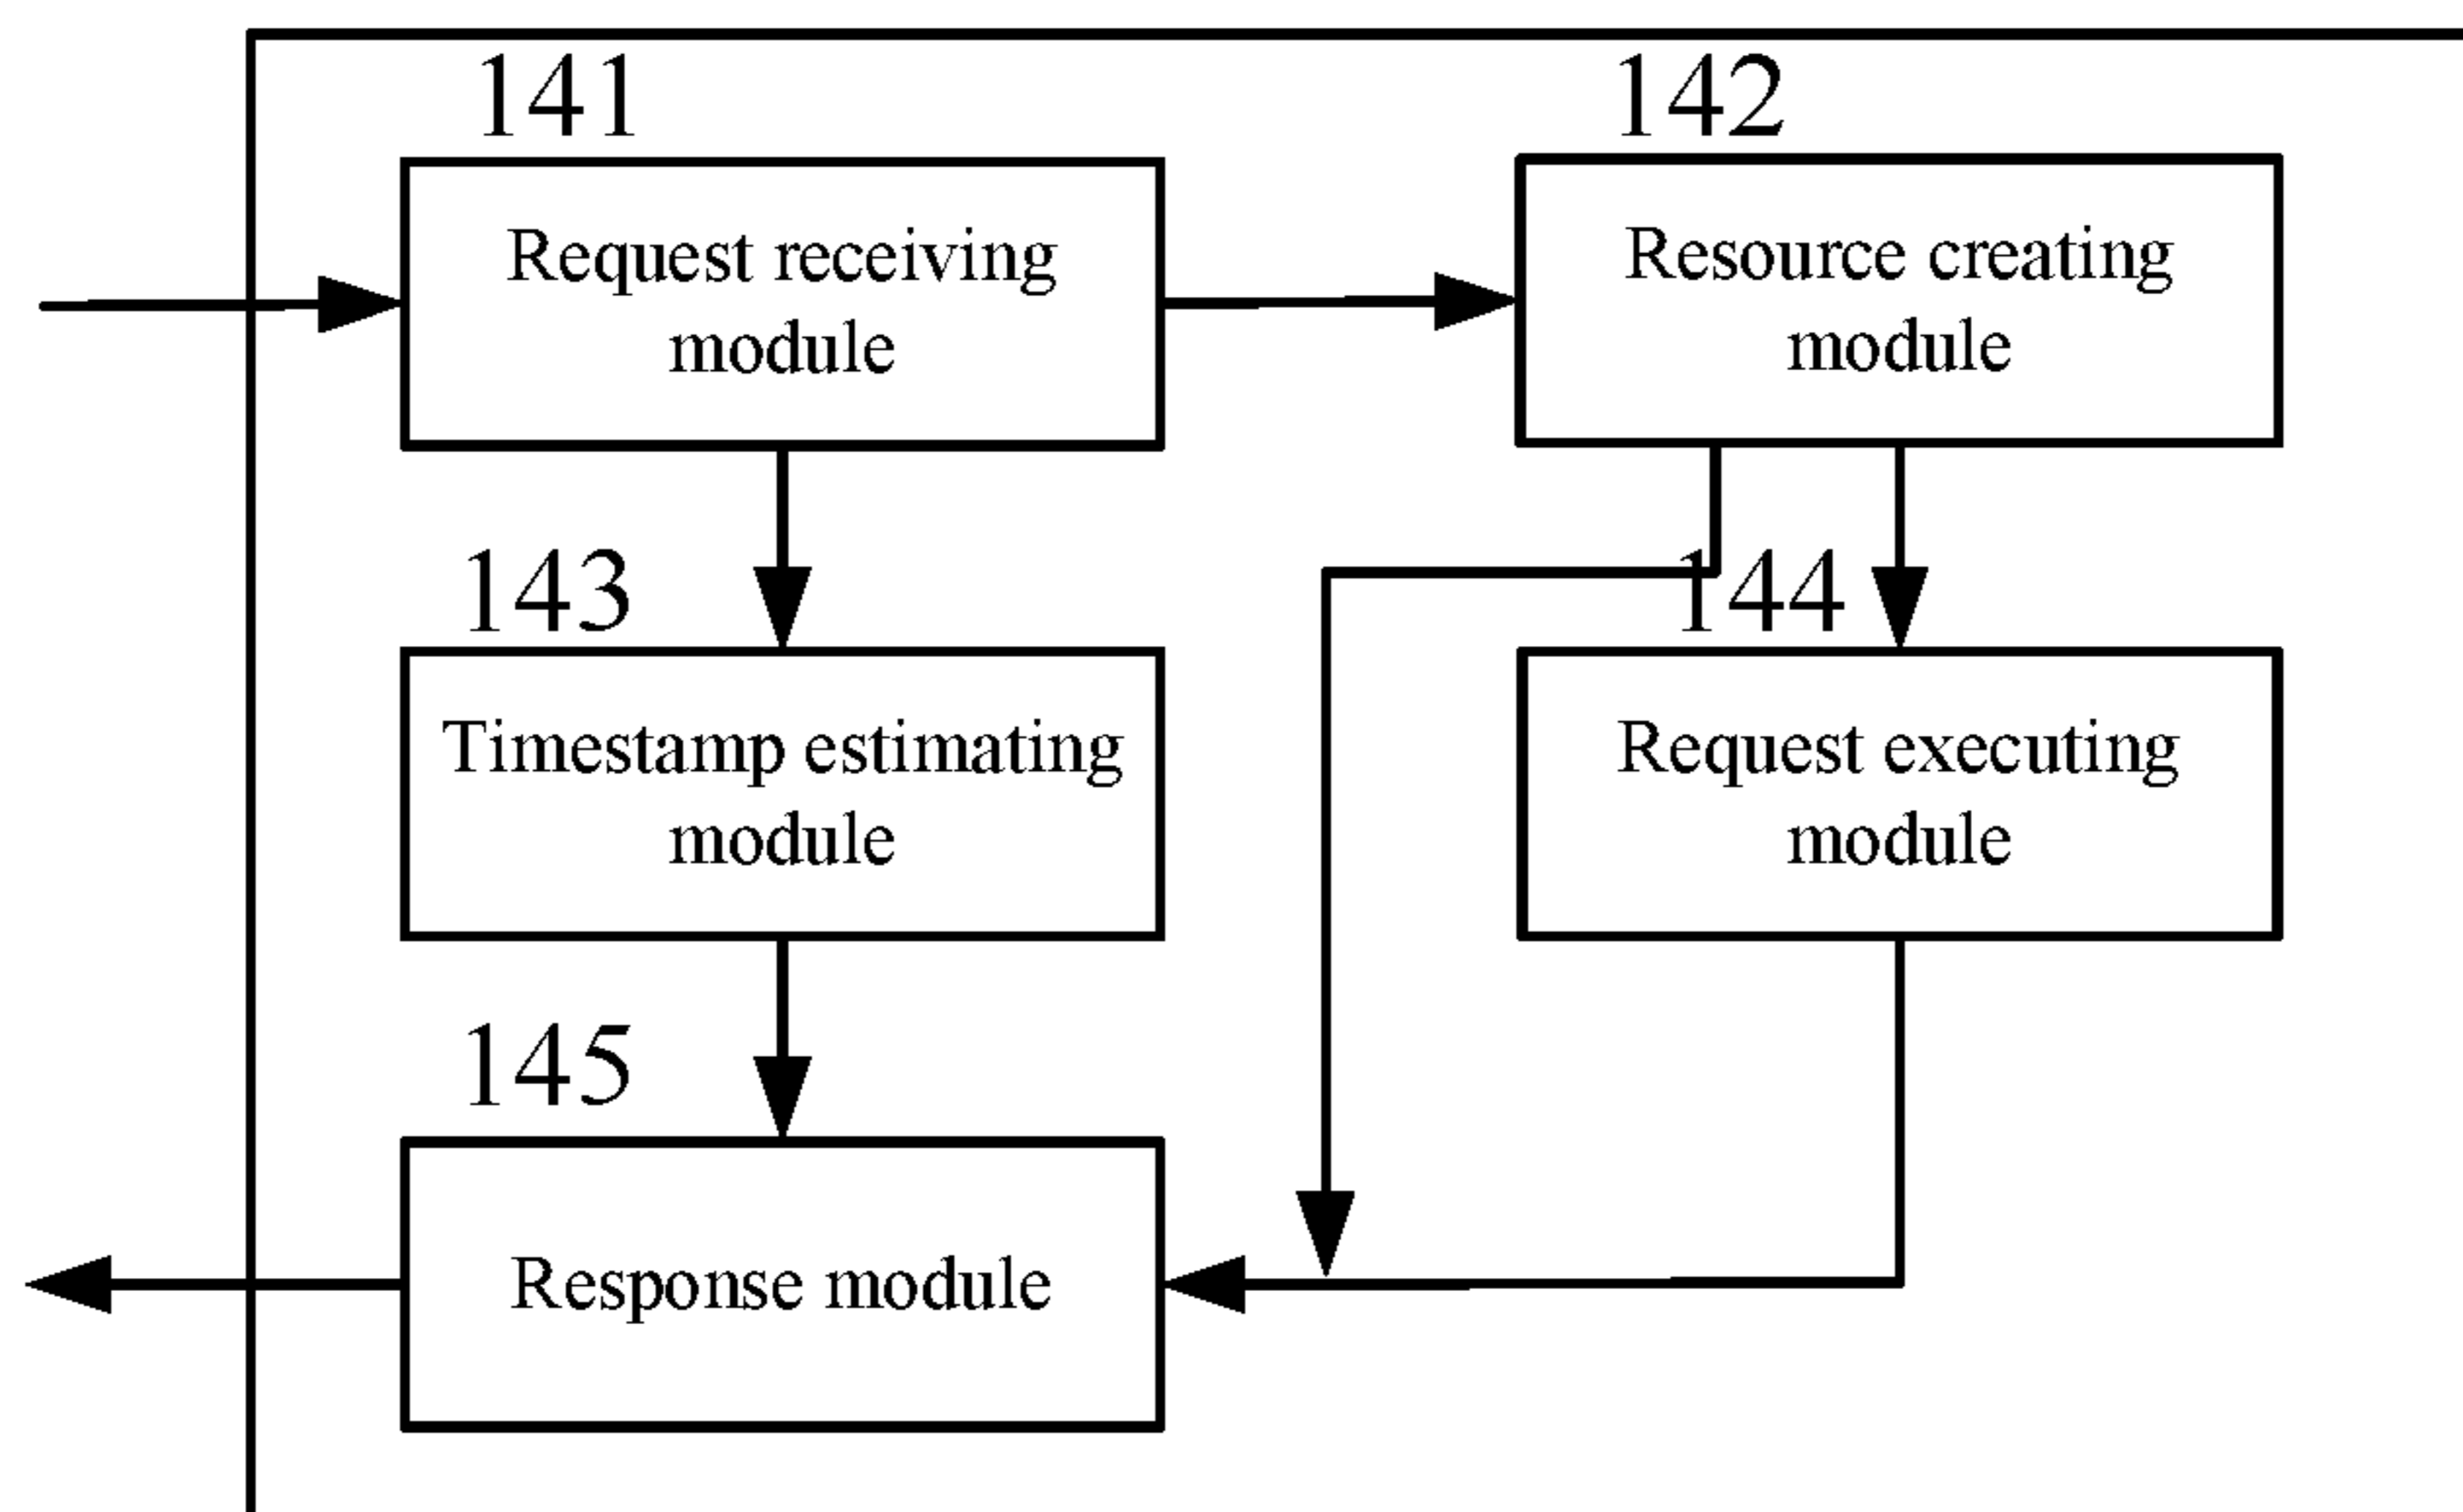 141
Request receiving
module
142
Resource creating
module
143
Timestamp estimating
module
144
Request executing
module
145
Response module